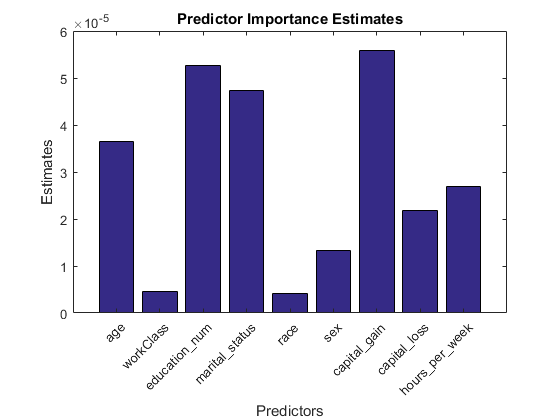 Predictor Importance Estimates
×10^-5
6
5
4
3
2
1
0
Estimates
age
workClass
education_num
marital_status
race
sex
capital_gain
capital_loss
hours_per_week
Predictors